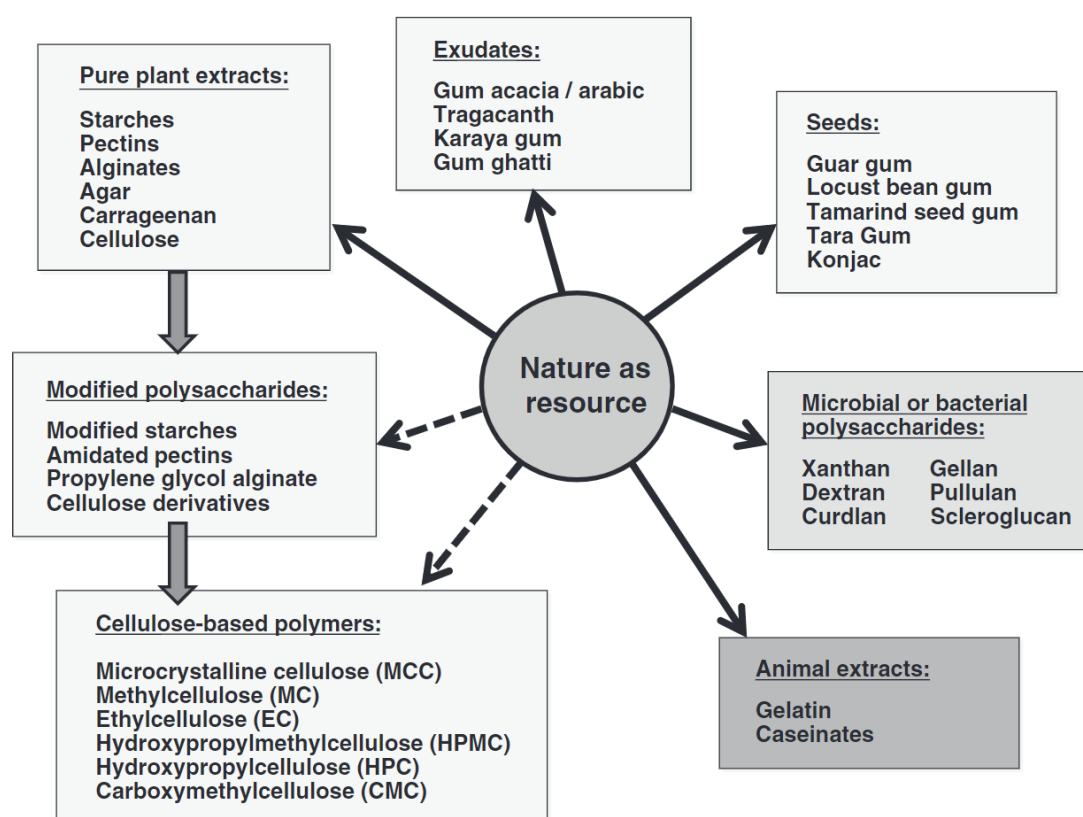 Pure plant extracts:
Starches
Pectins
Alginates
Agar
Carrageenan
Cellulose
Exudates:
Gum acacia / arabic
Tragacanth
Karaya gum
Gum ghatti
Seeds:
Guar gum
Locust bean gum
Tamarind seed gum
Tara Gum
Konjac
Nature as
resource
Modified polysaccharides:
Modified starches
Amidated pectins
Propylene glycol alginate
Cellulose derivatives
Microbial or bacterial
polysaccharides:
Xanthan Gellan
Dextran Pullulan
Curdlan Scleroglucan
Cellulose-based polymers:
Microcrystalline cellulose (MCC)
Methylcellulose (MC)
Ethylcellulose (EC)
Hydroxypropylmethylcellulose (HPMC)
Hydroxypropylcellulose (HPC)
Carboxymethylcellulose (CMC)
Animal extracts:
Gelatin
Caseinates